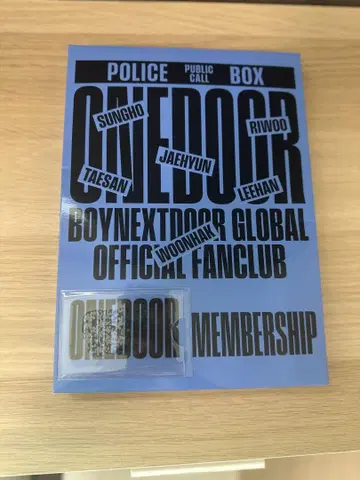 POLICE PUBLIC CALL BOX
ONEDOOR
SUNGHO
RIWOO
JAEHYUN
TAESAN
LEEHAN
BOYNEXTDOOR GLOBAL
WOONHAK
OFFICIAL FANCLUB
ONEDOOR MEMBERSHIP